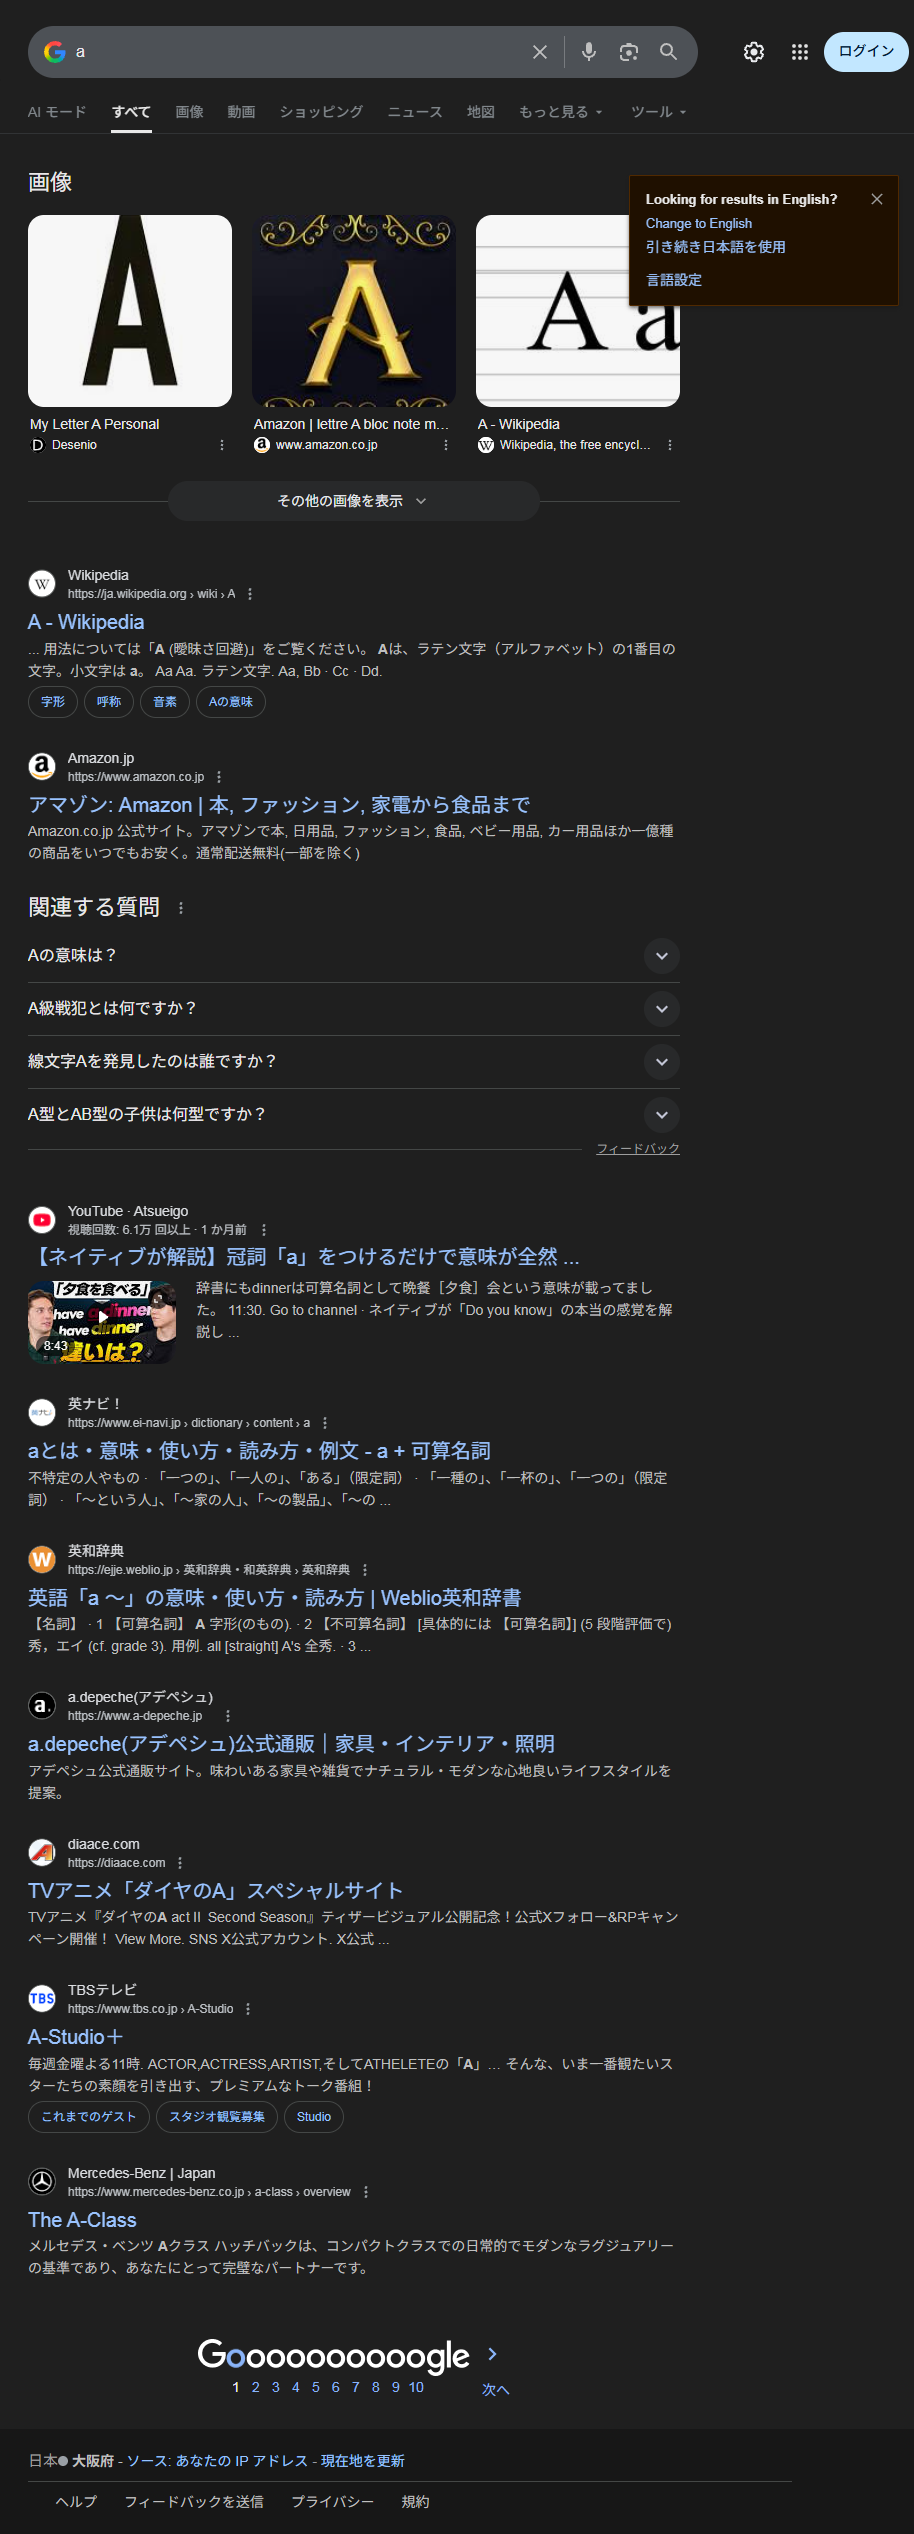 a
ログイン
AI モード
すべて
画像
動画
ショッピング
ニュース
地図
もっと見る
ツール
画像
Looking for results in English?
Change to English
引き続き日本語を使用
言語設定
A
A
A a
My Letter A Personal
Desenio
Amazon | lettre A bloc note m...
www.amazon.co.jp
A - Wikipedia
Wikipedia, the free encycl...
その他の画像を表示
Wikipedia
https://ja.wikipedia.org › wiki › A
A - Wikipedia
... 用法については「A (曖昧さ回避)」をご覧ください。 Aは、ラテン文字（アルファベット）の1番目の
文字。小文字は a。 Aa Aa. ラテン文字. Aa, Bb · Cc · Dd.
字形
呼称
音素
Aの意味
Amazon.jp
https://www.amazon.co.jp
アマゾン: Amazon | 本, ファッション, 家電から食品まで
Amazon.co.jp 公式サイト。アマゾンで本, 日用品, ファッション, 食品, ベビー用品, カー用品ほか一億種
の商品をいつでもお安く。通常配送無料(一部を除く)
関連する質問
Aの意味は？
A級戦犯とは何ですか？
線文字Aを発見したのは誰ですか？
A型とAB型の子供は何型ですか？
フィードバック
YouTube · Atsueigo
視聴回数: 6.1万 回以上 · 1 か月前
【ネイティブが解説】冠詞「a」をつけるだけで意味が全然 ...
「夕食を食べる」
have a dinner
have dinner
違いは？
8:43
辞書にもdinnerは可算名詞として晩餐［夕食］会という意味が載ってまし
た。 11:30. Go to channel · ネイティブが「Do you know」の本当の感覚を解
説し ...
英ナビ！
https://www.ei-navi.jp › dictionary › content › a
aとは・意味・使い方・読み方・例文 - a + 可算名詞
不特定の人やもの · 「一つの」、「一人の」、「ある」（限定詞） · 「一種の」、「一杯の」、「一つの」（限定
詞） · 「～という人」、「～家の人」、「～の製品」、「～の ...
英和辞典
https://ejje.weblio.jp › 英和辞典・和英辞典 › 英和辞典
英語「a ～」の意味・使い方・読み方 | Weblio英和辞書
【名詞】 · 1 【可算名詞】 A 字形(のもの). · 2 【不可算名詞】 [具体的には 【可算名詞】] (5 段階評価で)
秀，エイ (cf. grade 3). 用例. all [straight] A's 全秀. · 3 ...
a.depeche(アデペシュ)
https://www.a-depeche.jp
a.depeche(アデペシュ)公式通販｜家具・インテリア・照明
アデペシュ公式通販サイト。味わいある家具や雑貨でナチュラル・モダンな心地良いライフスタイルを
提案。
diaace.com
https://diaace.com
TVアニメ「ダイヤのA」スペシャルサイト
TVアニメ『ダイヤのA actⅡ Second Season』ティザービジュアル公開記念！公式Xフォロー&RPキャン
ペーン開催！ View More. SNS X公式アカウント. X公式 ...
TBS
TBSテレビ
https://www.tbs.co.jp › A-Studio
A-Studio＋
毎週金曜よる11時. ACTOR,ACTRESS,ARTIST,そしてATHELETEの「A」… そんな、いま一番観たいス
ターたちの素顔を引き出す、プレミアムなトーク番組！
これまでのゲスト
スタジオ観覧募集
Studio
Mercedes-Benz | Japan
https://www.mercedes-benz.co.jp › a-class › overview
The A-Class
メルセデス・ベンツ Aクラス ハッチバックは、コンパクトクラスでの日常的でモダンなラグジュアリー
の基準であり、あなたにとって完璧なパートナーです。
Goooooooooogle
1 2 3 4 5 6 7 8 9 10
次へ
日本 大阪府 - ソース: あなたの IP アドレス - 現在地を更新
ヘルプ
フィードバックを送信
プライバシー
規約